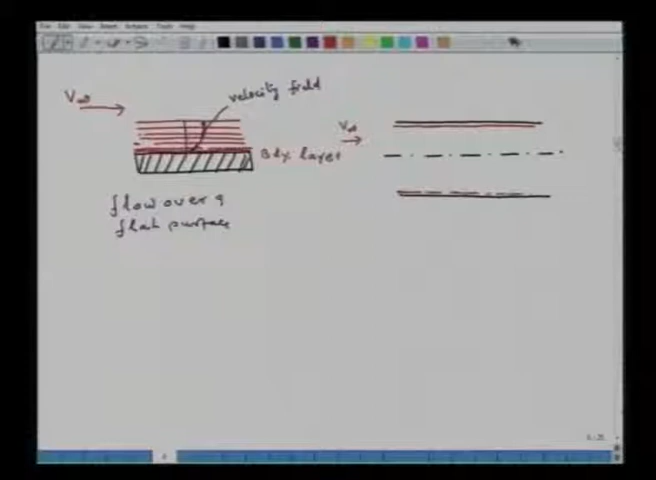 V∞
velocity field
V∞
Bdy. layer
flow over a
flat surface